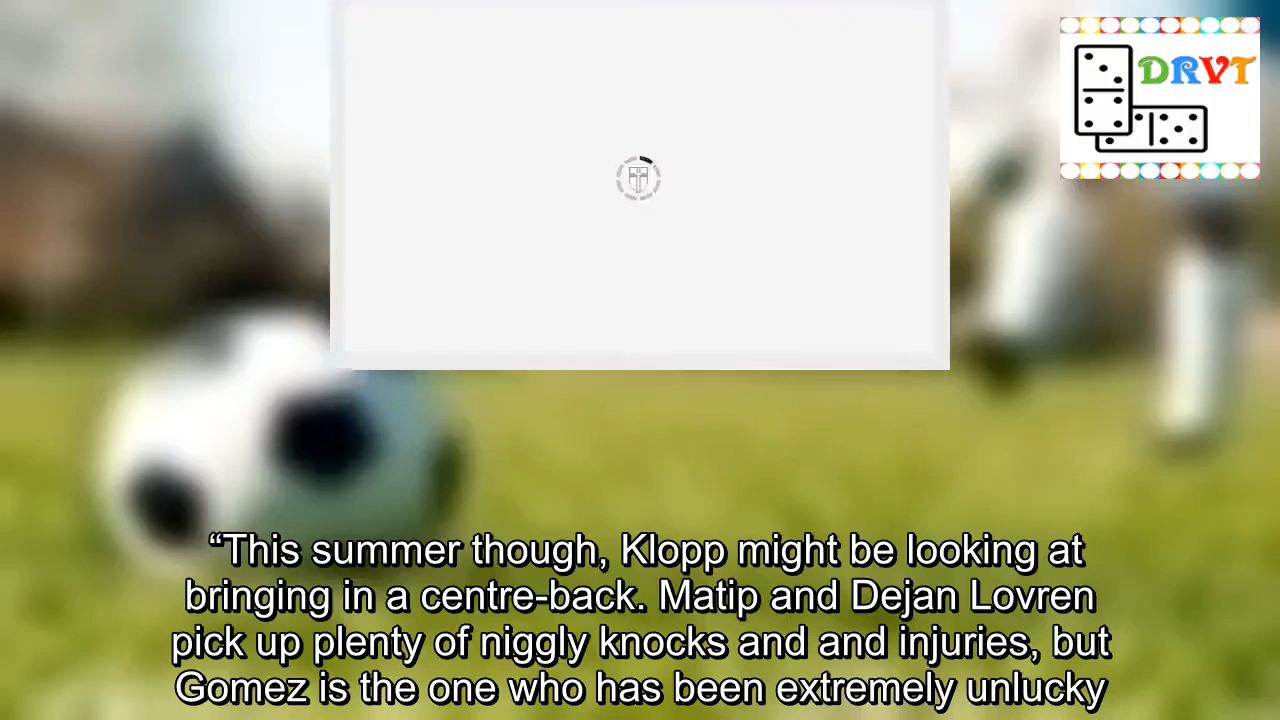 DRVT
“This summer though, Klopp might be looking at
bringing in a centre-back. Matip and Dejan Lovren
pick up plenty of niggly knocks and and injuries, but
Gomez is the one who has been extremely unlucky